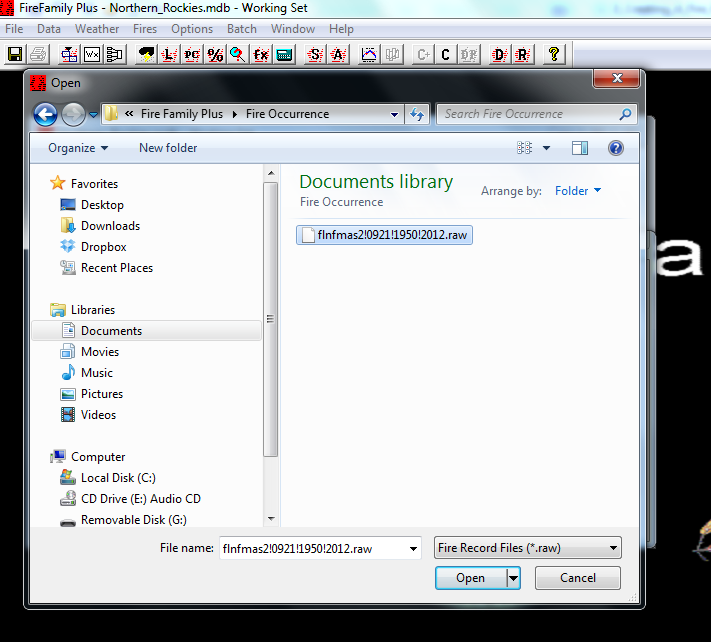 FireFamily Plus - Northern_Rockies.mdb - Working Set
File Data Weather Fires Options Batch Window Help
L PC % fx S A C+ C DB D R ?
Open
« Fire Family Plus Fire Occurrence
Search Fire Occurrence
Organize New folder
Favorites
Desktop
Downloads
Dropbox
Recent Places
Libraries
Documents
Movies
Music
Pictures
Videos
Computer
Local Disk (C:)
CD Drive (E:) Audio CD
Removable Disk (G:)
Documents library
Fire Occurrence
Arrange by: Folder
fInfmas2!0921!1950!2012.raw
a
File name: fInfmas2!0921!1950!2012.raw
Fire Record Files (*.raw)
Open
Cancel